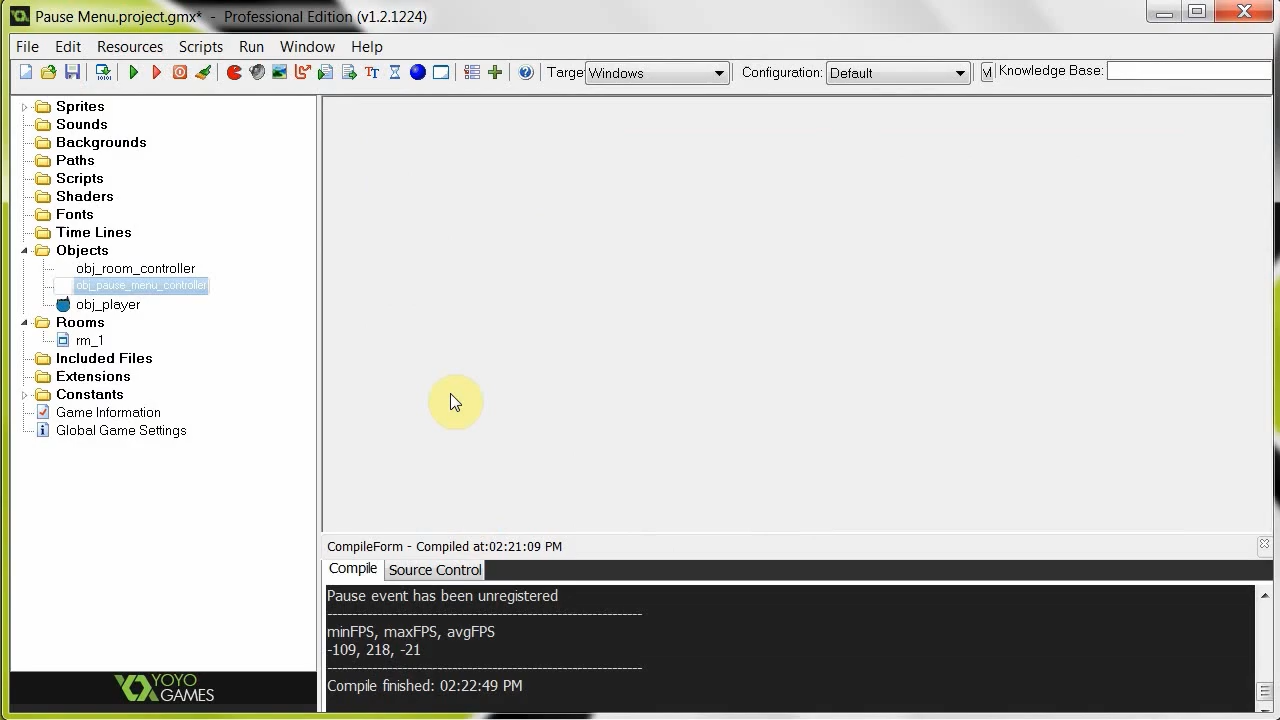 Pause Menu.project.gmx* - Professional Edition (v1.2.1224)
File Edit Resources Scripts Run Window Help
Targe Windows Configuration: Default Knowledge Base:
Sprites
Sounds
Backgrounds
Paths
Scripts
Shaders
Fonts
Time Lines
Objects
obj_room_controller
obj_pause_menu_controller
obj_player
Rooms
rm_1
Included Files
Extensions
Constants
Game Information
Global Game Settings
YOYO
GAMES
CompileForm - Compiled at:02:21:09 PM
Compile Source Control
Pause event has been unregistered
----------------------------------------------------------------
minFPS, maxFPS, avgFPS
-109, 218, -21
----------------------------------------------------------------
Compile finished: 02:22:49 PM